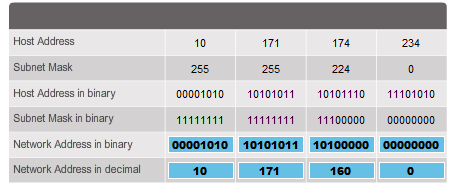 Host Address 10 171 174 234
Subnet Mask 255 255 224 0
Host Address in binary 00001010 10101011 10101110 11101010
Subnet Mask in binary 11111111 11111111 11100000 00000000
Network Address in binary 00001010 10101011 10100000 00000000
Network Address in decimal 10 171 160 0